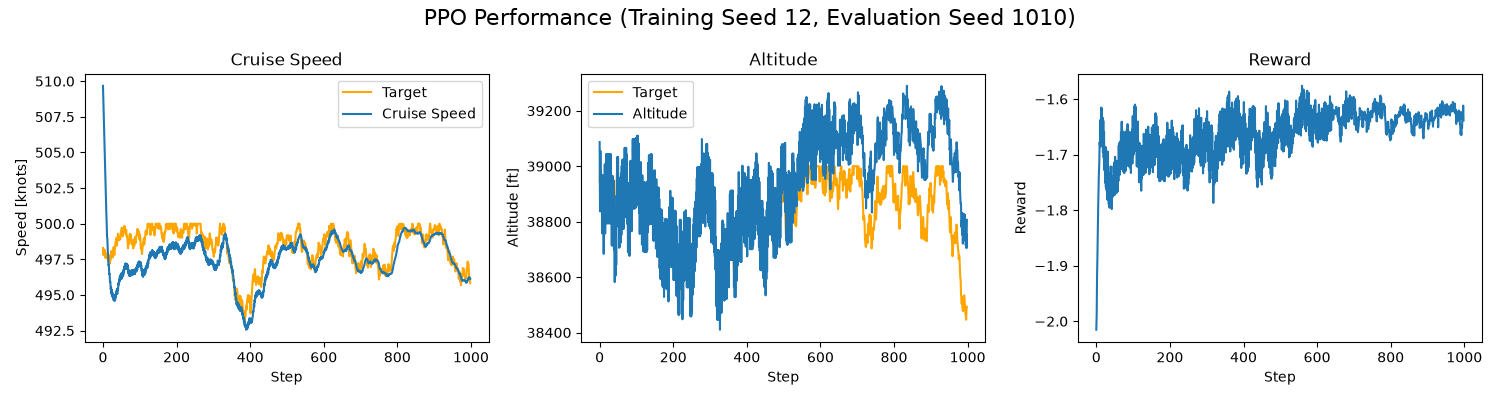 PPO Performance (Training Seed 12, Evaluation Seed 1010)
Cruise Speed
Speed [knots]
510.0
507.5
505.0
502.5
500.0
497.5
495.0
492.5
0 200 400 600 800 1000
Step
Target
Cruise Speed
Altitude
Altitude [ft]
39200
39000
38800
38600
38400
0 200 400 600 800 1000
Step
Target
Altitude
Reward
Reward
−1.6
−1.7
−1.8
−1.9
−2.0
0 200 400 600 800 1000
Step